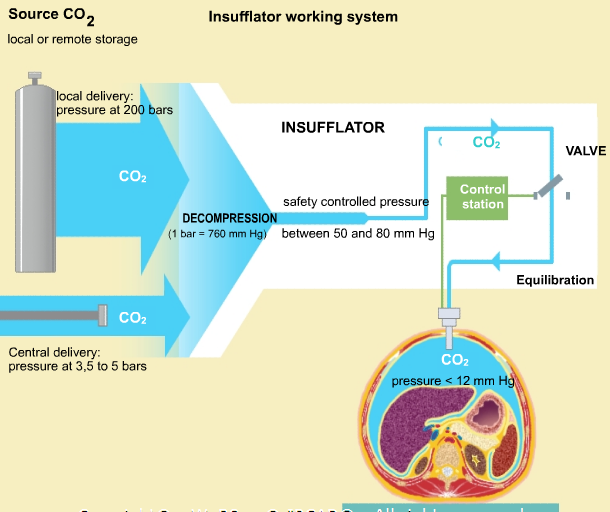 Source CO2
Insufflator working system
local or remote storage
local delivery:
pressure at 200 bars
CO2
INSUFFLATOR
CO2
VALVE
Control
station
safety controlled pressure
DECOMPRESSION
(1 bar = 760 mm Hg)
between 50 and 80 mm Hg
Equilibration
CO2
Central delivery:
pressure at 3,5 to 5 bars
CO2
pressure < 12 mm Hg